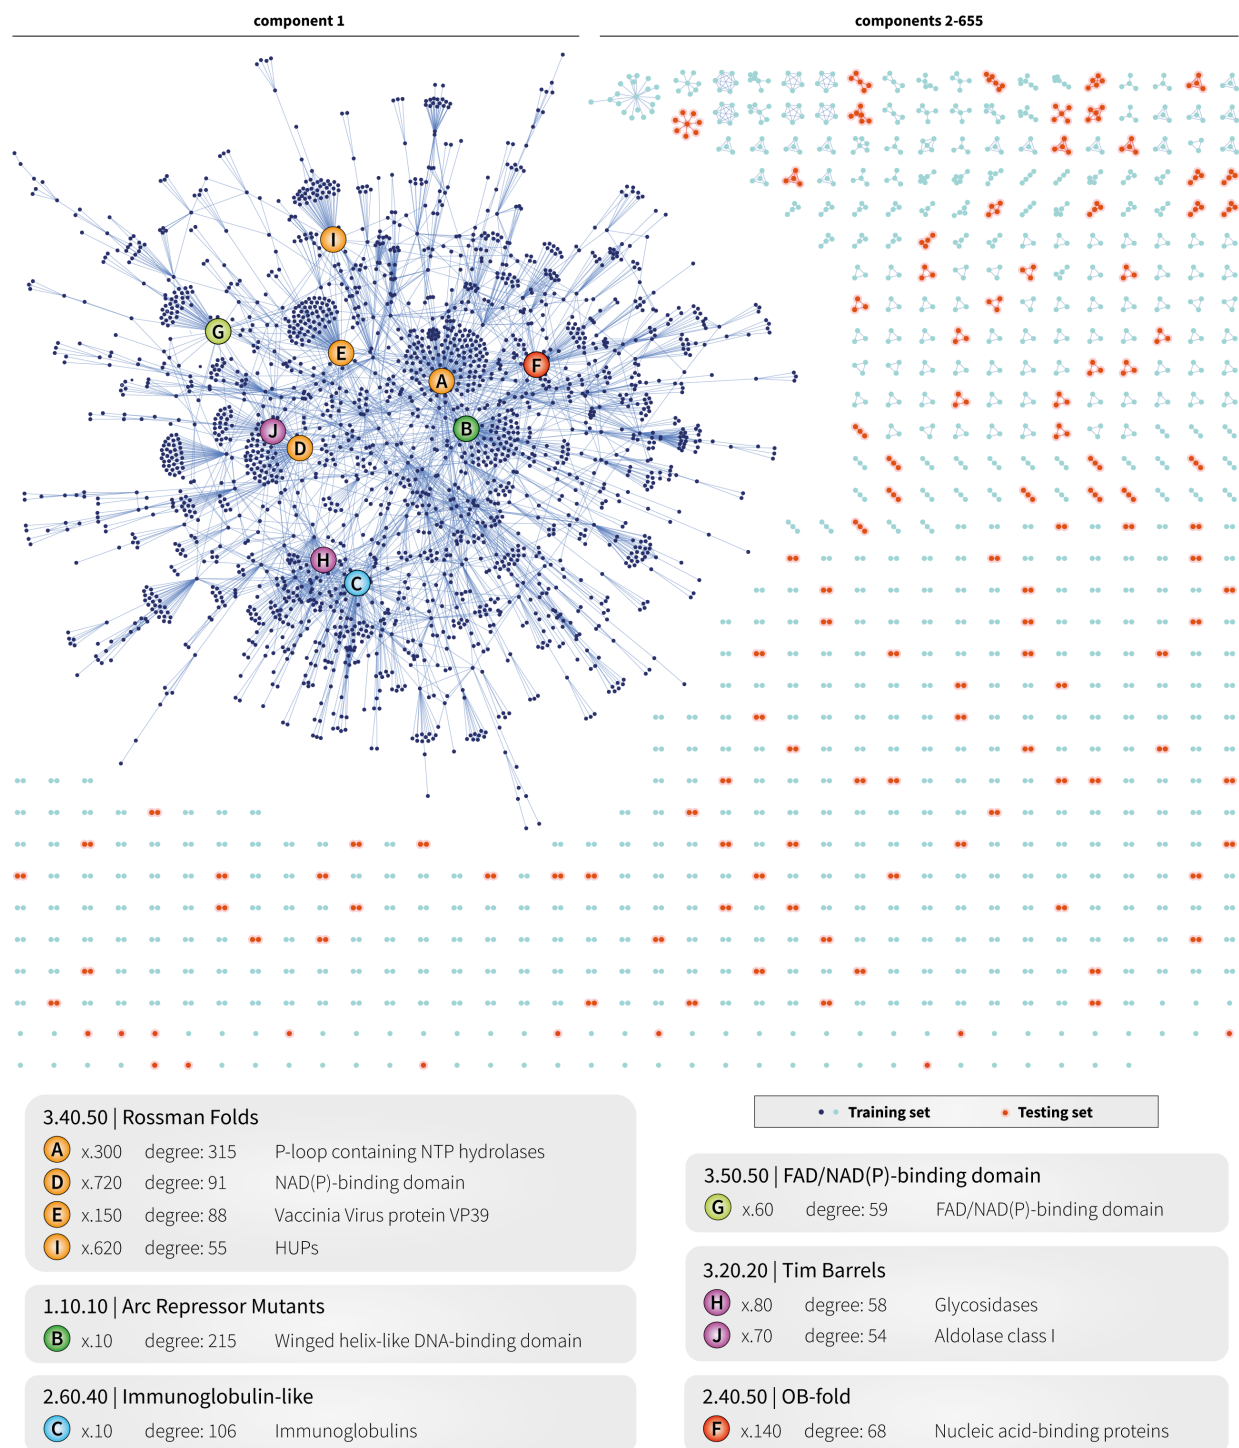 component 1
components 2-655
I
G
E
F
A
B
J
D
H
C
3.40.50 | Rossman Folds
A x.300 degree: 315 P-loop containing NTP hydrolases
D x.720 degree: 91 NAD(P)-binding domain
E x.150 degree: 88 Vaccinia Virus protein VP39
I x.620 degree: 55 HUPs
1.10.10 | Arc Repressor Mutants
B x.10 degree: 215 Winged helix-like DNA-binding domain
2.60.40 | Immunoglobulin-like
C x.10 degree: 106 Immunoglobulins
Training set Testing set
3.50.50 | FAD/NAD(P)-binding domain
G x.60 degree: 59 FAD/NAD(P)-binding domain
3.20.20 | Tim Barrels
H x.80 degree: 58 Glycosidases
J x.70 degree: 54 Aldolase class I
2.40.50 | OB-fold
F x.140 degree: 68 Nucleic acid-binding proteins